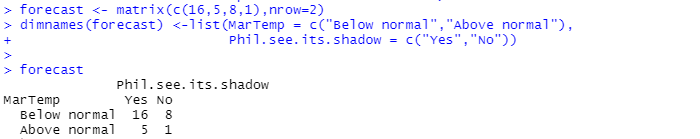 > forecast <- matrix(c(16,5,8,1),nrow=2)
> dimnames(forecast) <-list(MarTemp = c("Below normal","Above normal"),
+                           Phil.see.its.shadow = c("Yes","No"))
>
> forecast
              Phil.see.its.shadow
MarTemp        Yes No
  Below normal  16  8
  Above normal   5  1